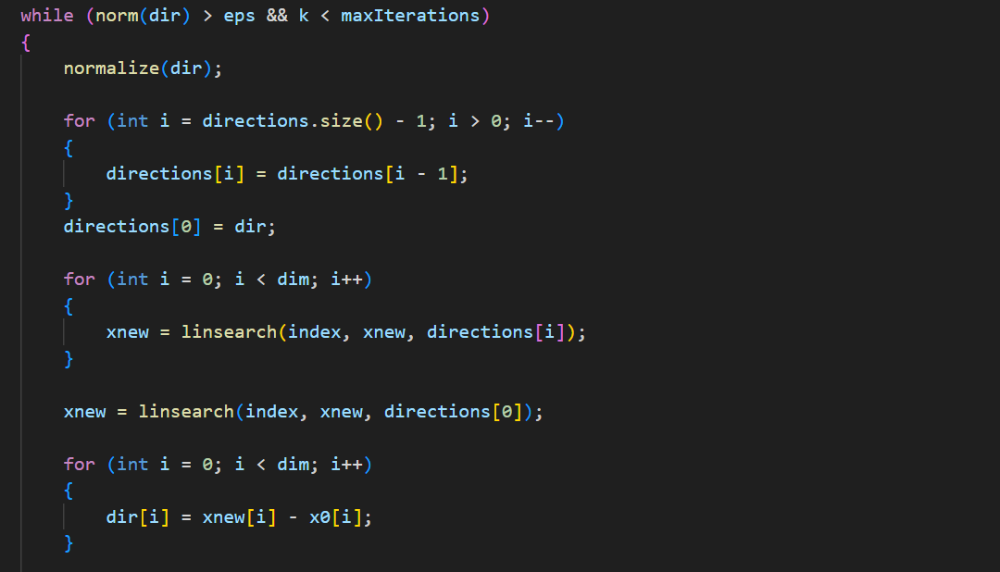 while (norm(dir) > eps && k < maxIterations)
{
    normalize(dir);

    for (int i = directions.size() - 1; i > 0; i--)
    {
        directions[i] = directions[i - 1];
    }
    directions[0] = dir;

    for (int i = 0; i < dim; i++)
    {
        xnew = linsearch(index, xnew, directions[i]);
    }

    xnew = linsearch(index, xnew, directions[0]);

    for (int i = 0; i < dim; i++)
    {
        dir[i] = xnew[i] - x0[i];
    }